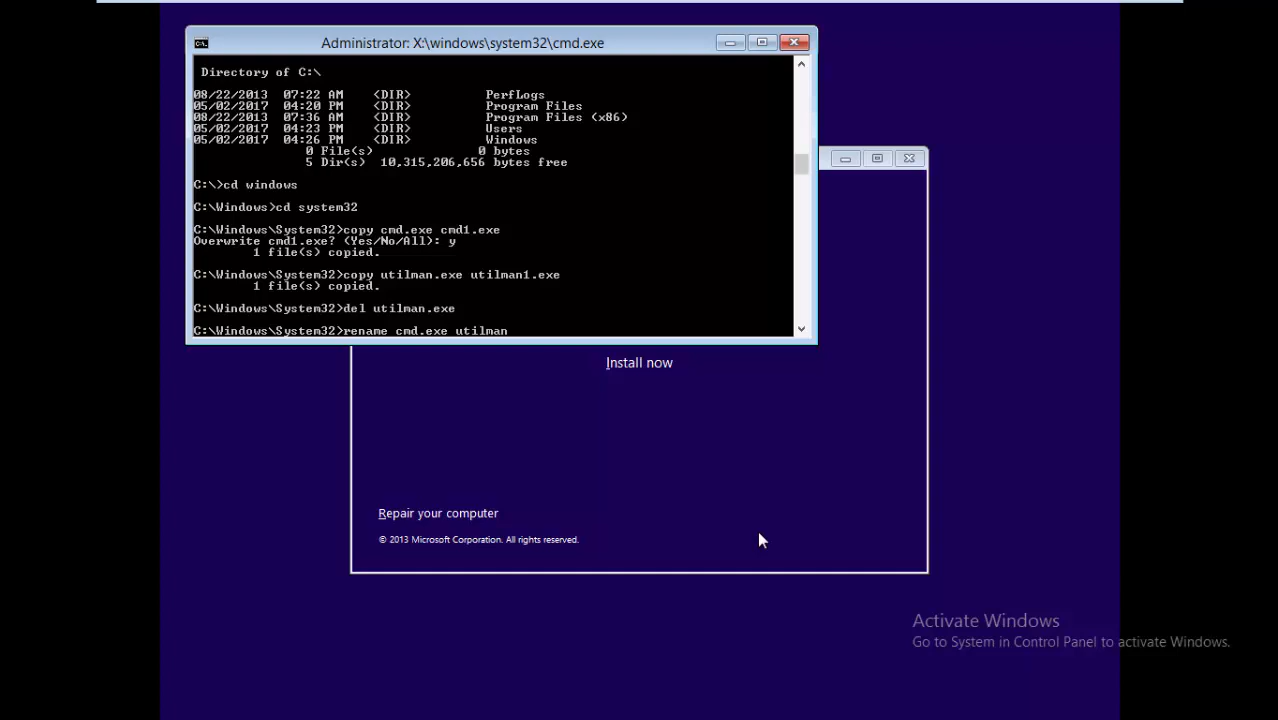 Administrator: X:\windows\system32\cmd.exe
Directory of C:\
08/22/2013 07:22 AM <DIR> PerfLogs
05/02/2017 04:20 PM <DIR> Program Files
08/22/2013 07:36 AM <DIR> Program Files (x86)
05/02/2017 04:23 PM <DIR> Users
05/02/2017 04:26 PM <DIR> Windows
0 File(s) 0 bytes
5 Dir(s) 10,315,206,656 bytes free
C:\>cd windows
C:\Windows>cd system32
C:\Windows\System32>copy cmd.exe cmd1.exe
Overwrite cmd1.exe? (Yes/No/All): y
1 file(s) copied.
C:\Windows\System32>copy utilman.exe utilman1.exe
1 file(s) copied.
C:\Windows\System32>del utilman.exe
C:\Windows\System32>rename cmd.exe utilman
Install now
Repair your computer
© 2013 Microsoft Corporation. All rights reserved.
Activate Windows
Go to System in Control Panel to activate Windows.